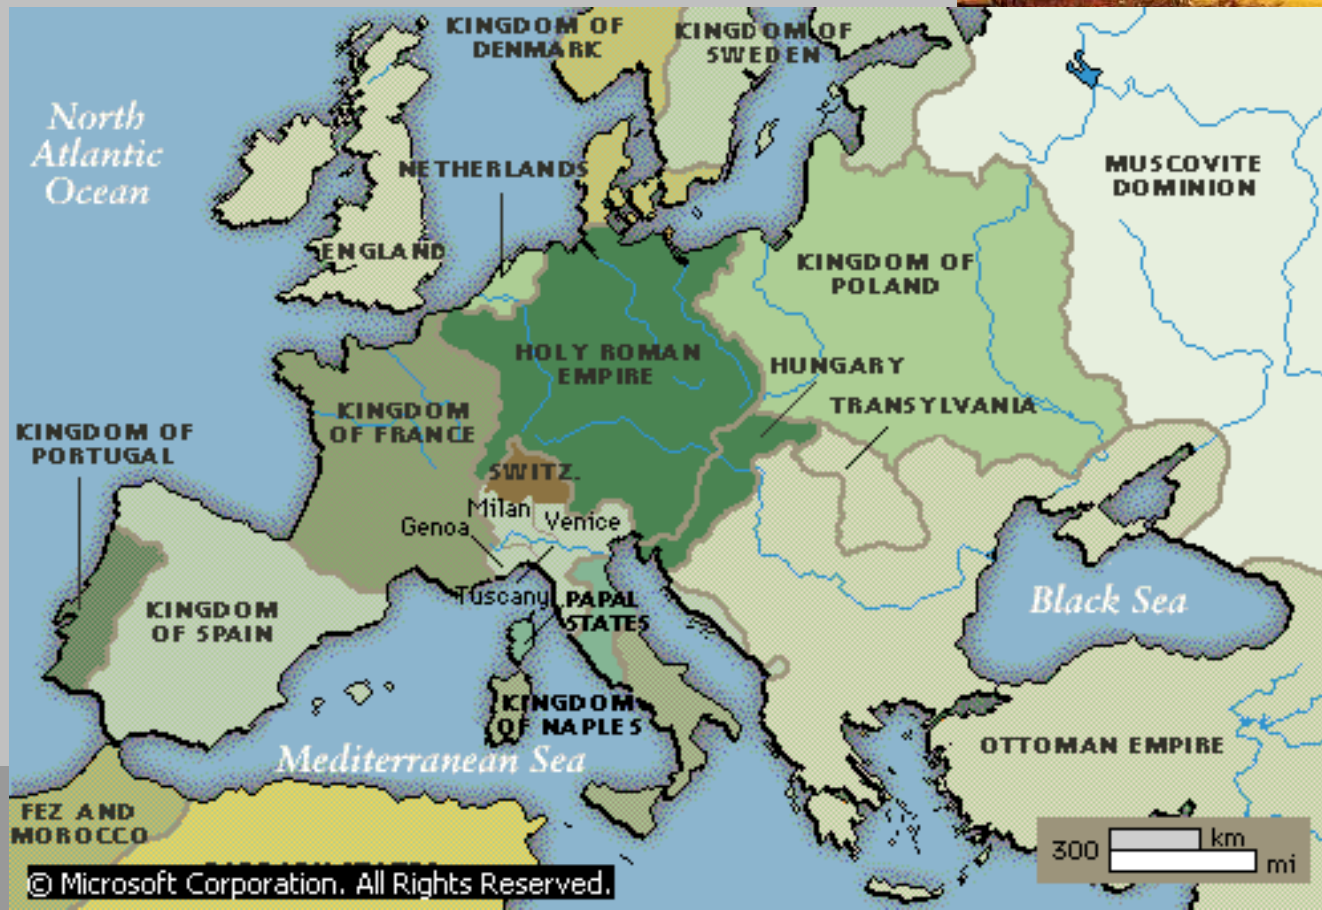 KINGDOM OF
DENMARK
KINGDOM OF
SWEDEN
North
Atlantic
Ocean
NETHERLANDS
MUSCOVITE
DOMINION
ENGLAND
KINGDOM OF
POLAND
HOLY ROMAN
EMPIRE
HUNGARY
TRANSYLVANIA
KINGDOM
OF FRANCE
KINGDOM OF
PORTUGAL
SWITZ.
Milan
Genoa
Venice
Tuscany
PAPAL
STATES
KINGDOM
OF SPAIN
Black Sea
KINGDOM
OF NAPLES
Mediterranean Sea
OTTOMAN EMPIRE
FEZ AND
MOROCCO
300
km
mi
© Microsoft Corporation. All Rights Reserved.